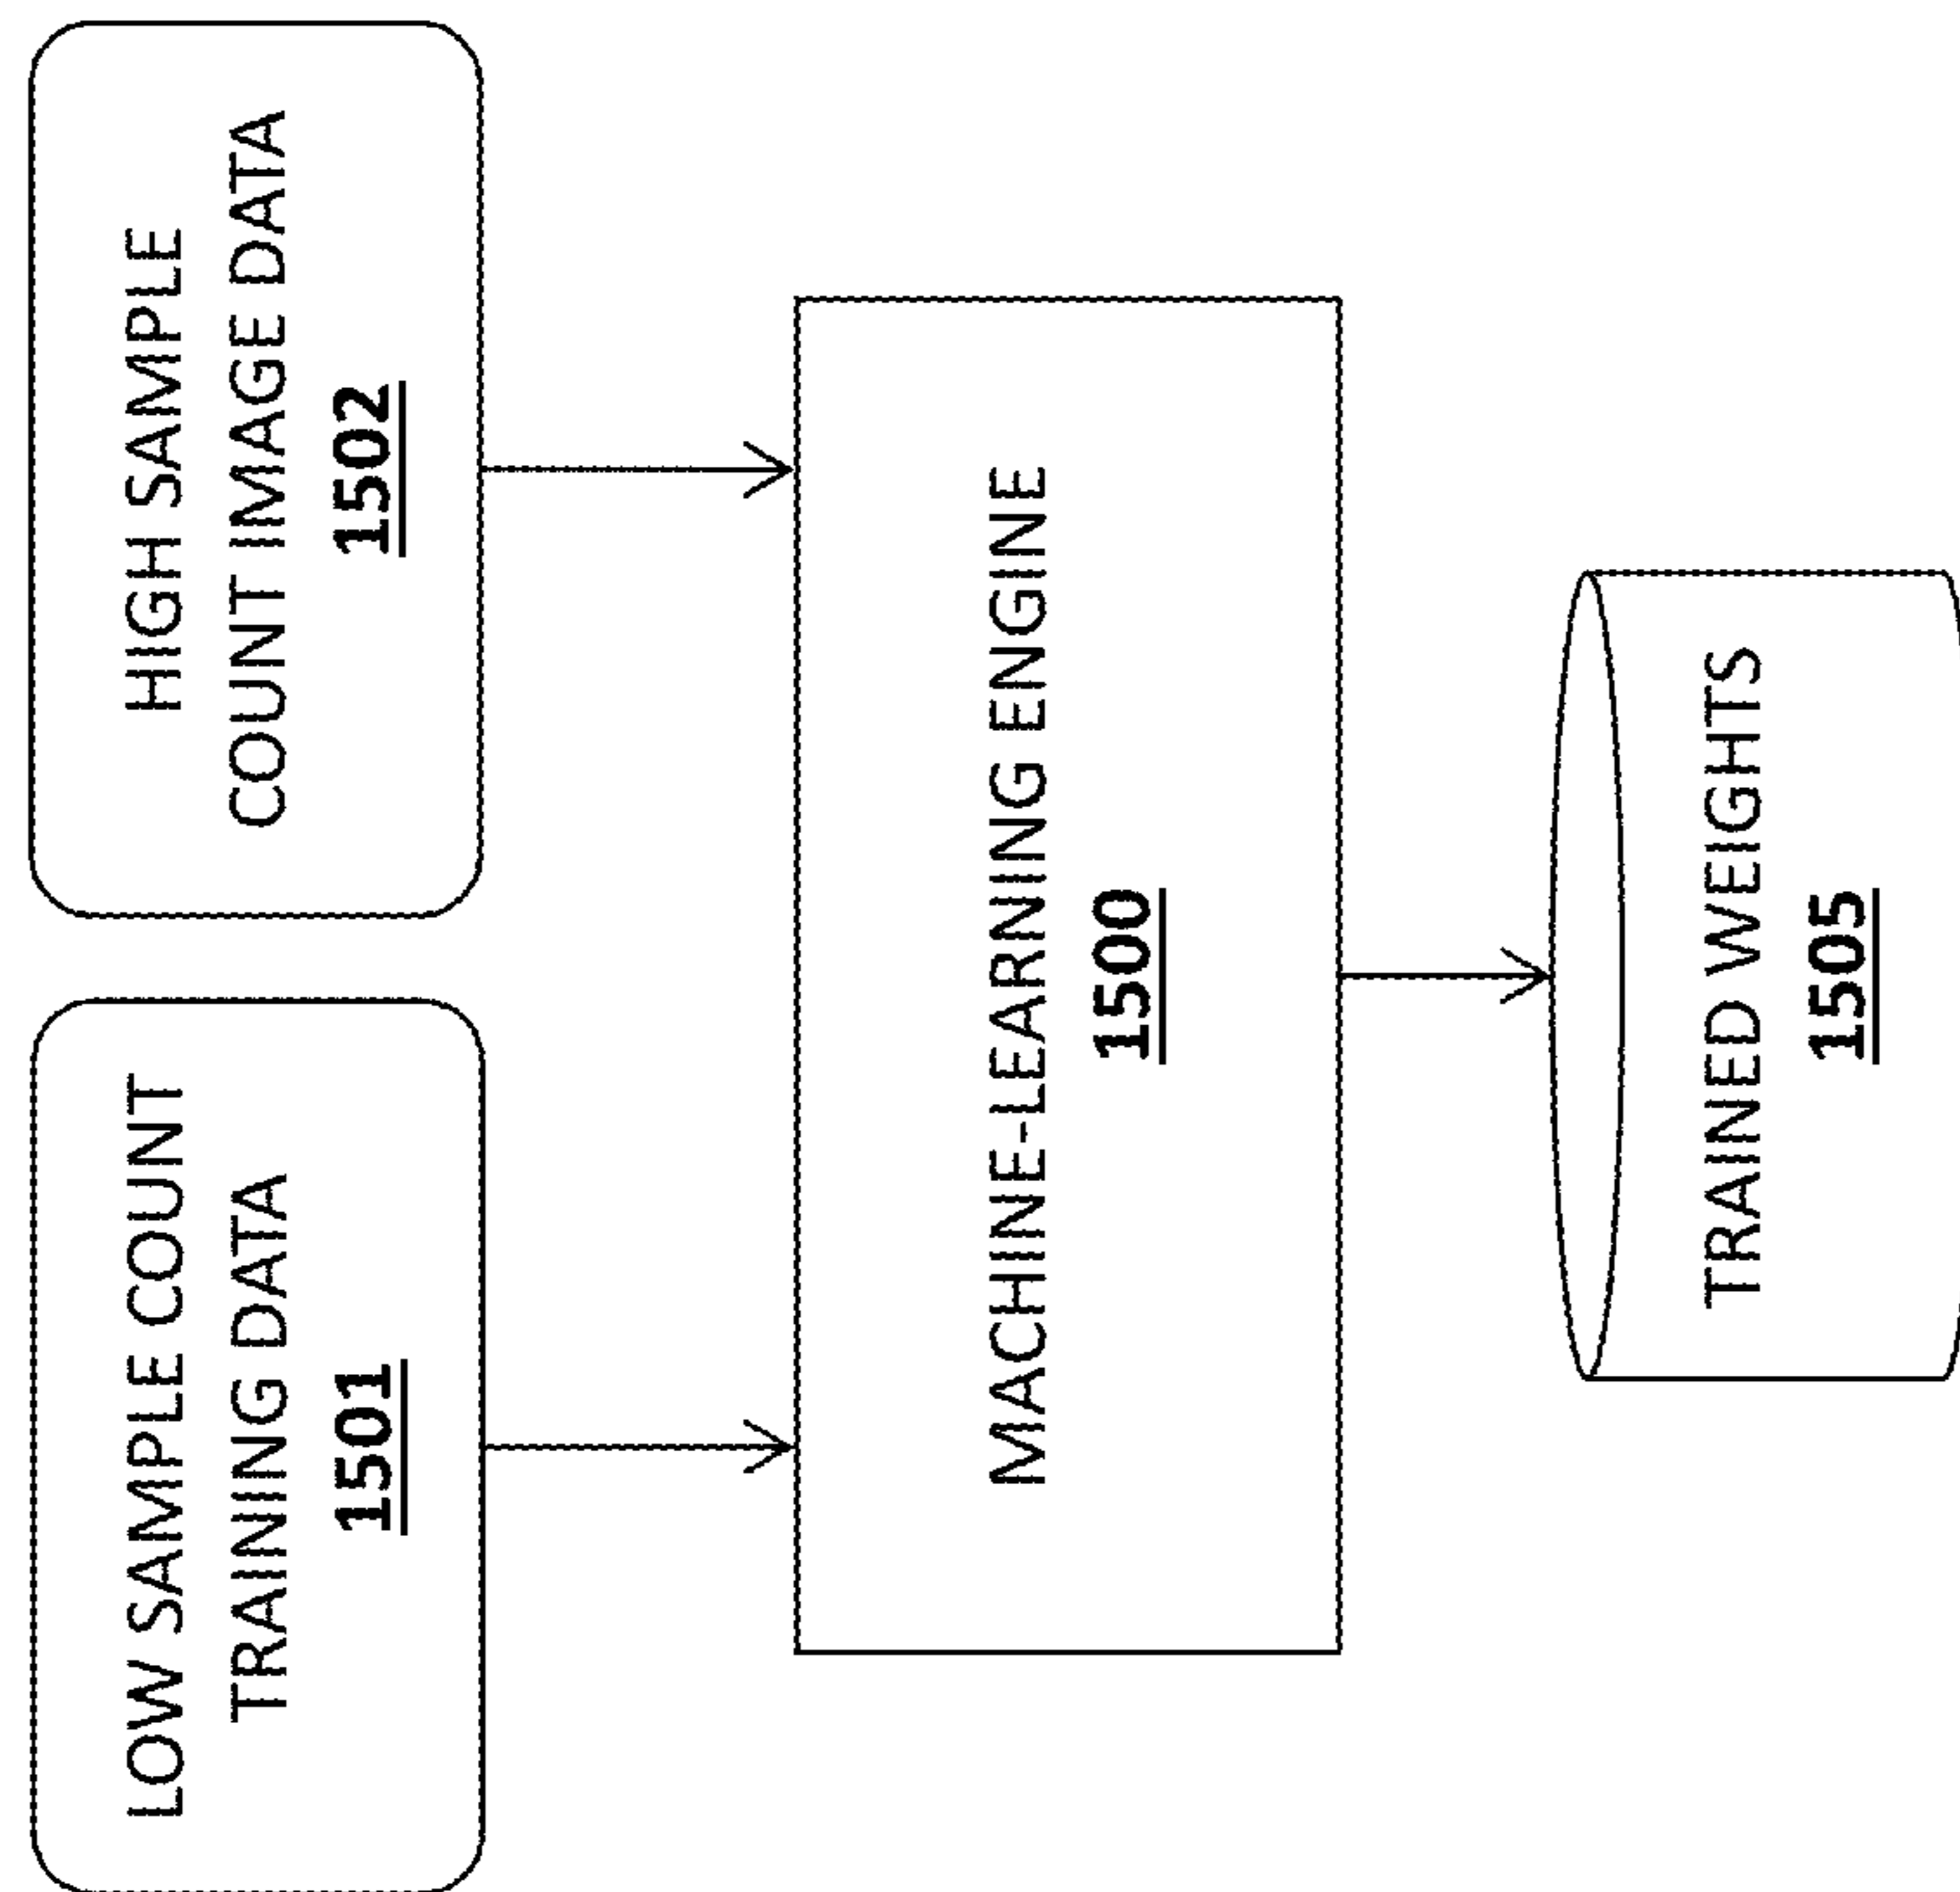 LOW SAMPLE COUNT
TRAINING DATA
1501
HIGH SAMPLE
COUNT IMAGE DATA
1502
MACHINE-LEARNING ENGINE
1500
TRAINED WEIGHTS
1505